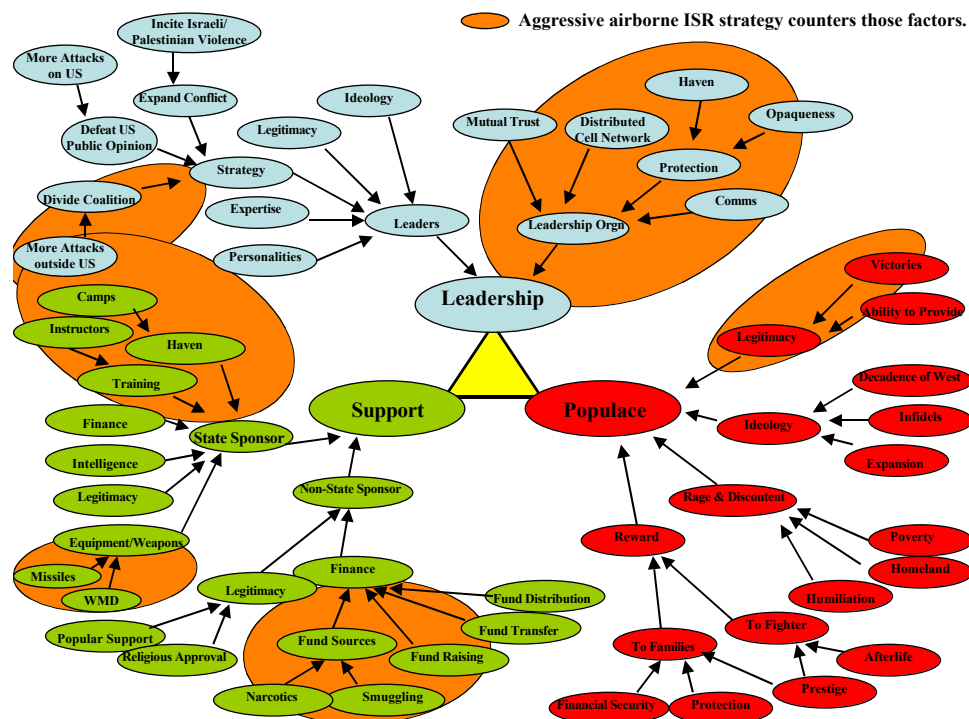 Aggressive airborne ISR strategy counters those factors.
Incite Israeli/
Palestinian Violence
More Attacks
on US
Expand Conflict
Ideology
Haven
Defeat US
Public Opinion
Legitimacy
Mutual Trust
Distributed
Cell Network
Opaqueness
Strategy
Protection
Divide Coalition
Expertise
Leaders
Leadership Orgn
Comms
More Attacks
outside US
Personalities
Leadership
Victories
Camps
Instructors
Haven
Ability to Provide
Legitimacy
Training
Decadence of West
Finance
State Sponsor
Support
Populace
Ideology
Infidels
Intelligence
Expansion
Legitimacy
Non-State Sponsor
Rage & Discontent
Equipment/Weapons
Reward
Poverty
Missiles
Finance
Homeland
WMD
Legitimacy
Fund Distribution
Humiliation
Popular Support
Religious Approval
Fund Sources
Fund Transfer
To Fighter
Fund Raising
To Families
Afterlife
Narcotics
Smuggling
Financial Security
Protection
Prestige